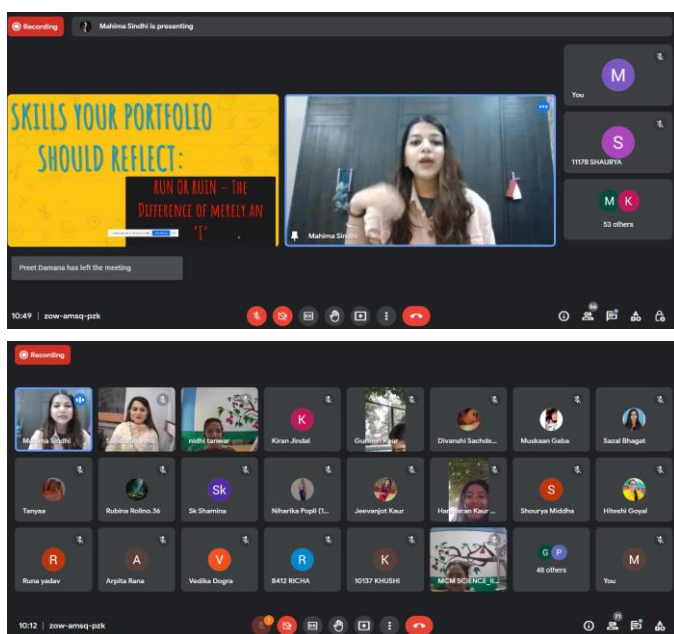 Recording
Mahima Sindhi is presenting
SKILLS YOUR PORTFOLIO
SHOULD REFLECT:
RUN OR RUIN – THE
DIFFERENCE OF MERELY AN
'I'
Mahima Sindhi
M
You
S
11178 SHAURYA
M K
53 others
Preet Damana has left the meeting
10:49 | zow-amsq-pzk
56
Recording
Mahima Sindhi
nidhi tanwar
K
Kiran Jindal
Kaur
Divanshi Sachde...
Muskaan Gaba
Sazal Bhagat
Tanyaa
Rubina Rollno.36
Sk
Sk Shamina
Niharika Popli (1...
Jeevanjot Kaur
Kaur ...
S
Shourya Middha
Hiteshi Goyal
R
Runa yadav
A
Arpita Rana
V
Vedika Dogra
R
8412 RICHA
K
10137 KHUSHI
MCM SCIENCE_II...
G P
48 others
M
You
10:12 | zow-amsq-pzk
71